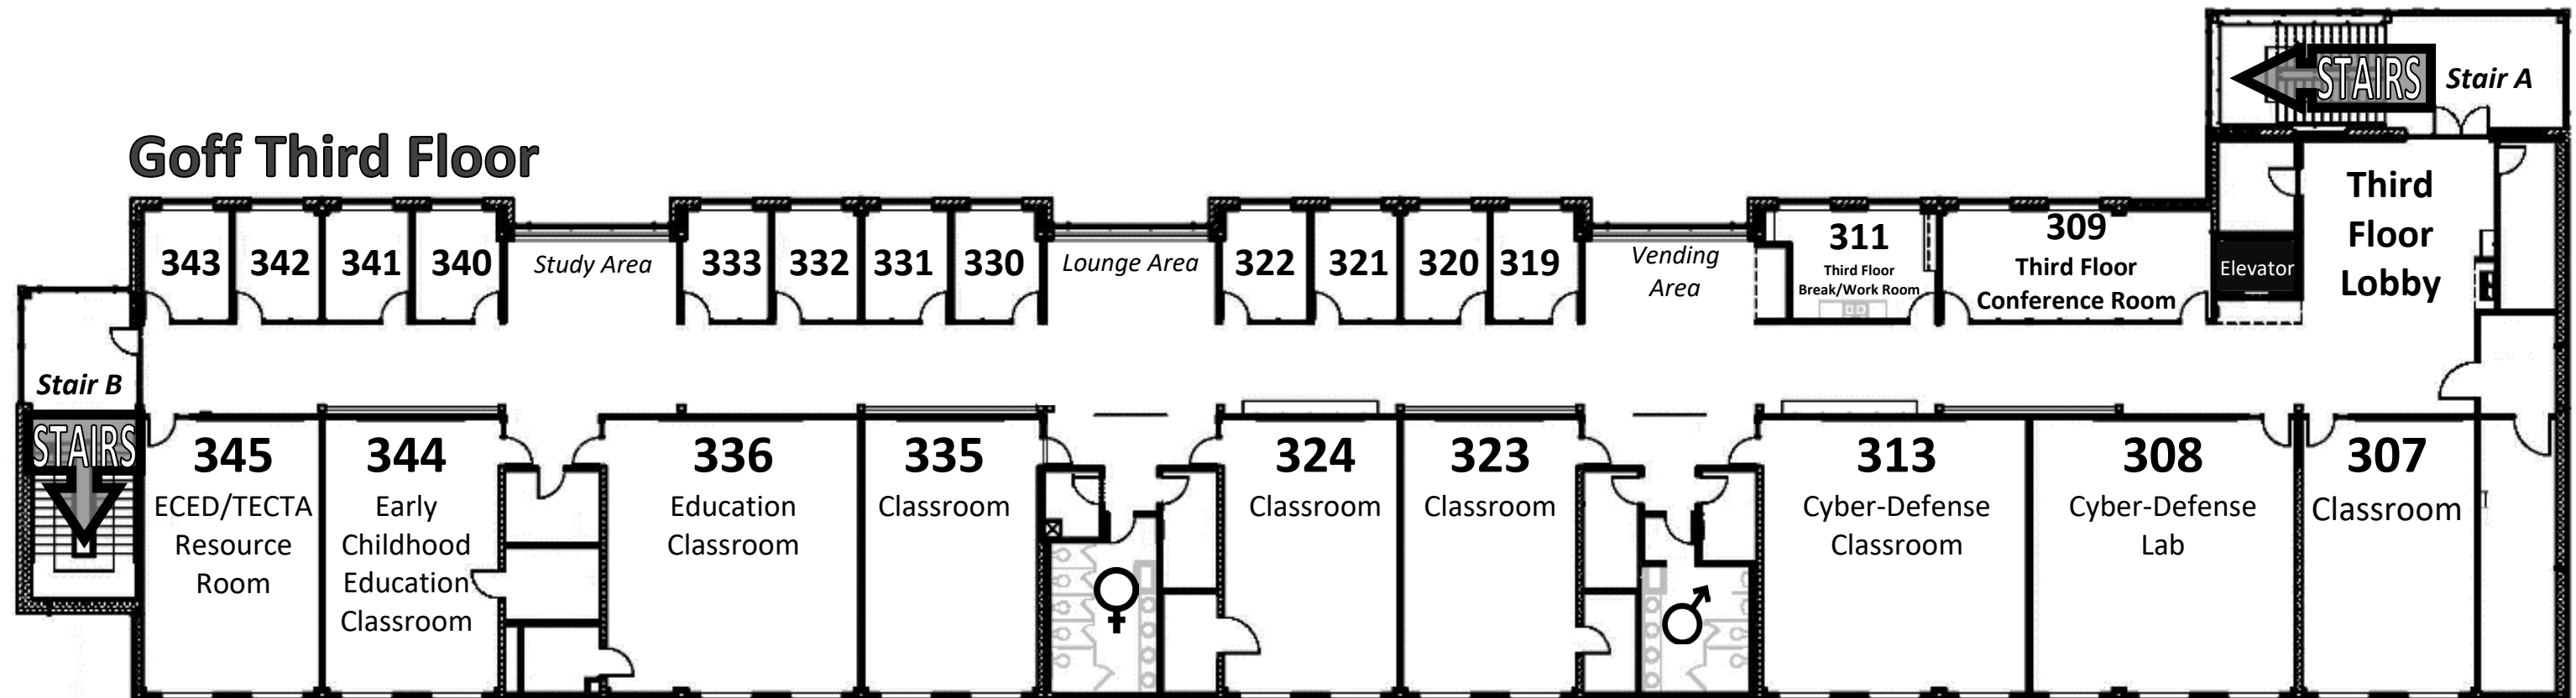 STAIRS
Stair A
Goff Third Floor
Third
Floor
Lobby
343
342
341
340
Study Area
333
332
331
330
Lounge Area
322
321
320
319
Vending
Area
311
Third Floor
Break/Work Room
309
Third Floor
Conference Room
Elevator
Stair B
STAIRS
345
ECED/TECTA
Resource
Room
344
Early
Childhood
Education
Classroom
336
Education
Classroom
335
Classroom
324
Classroom
323
Classroom
313
Cyber-Defense
Classroom
308
Cyber-Defense
Lab
307
Classroom